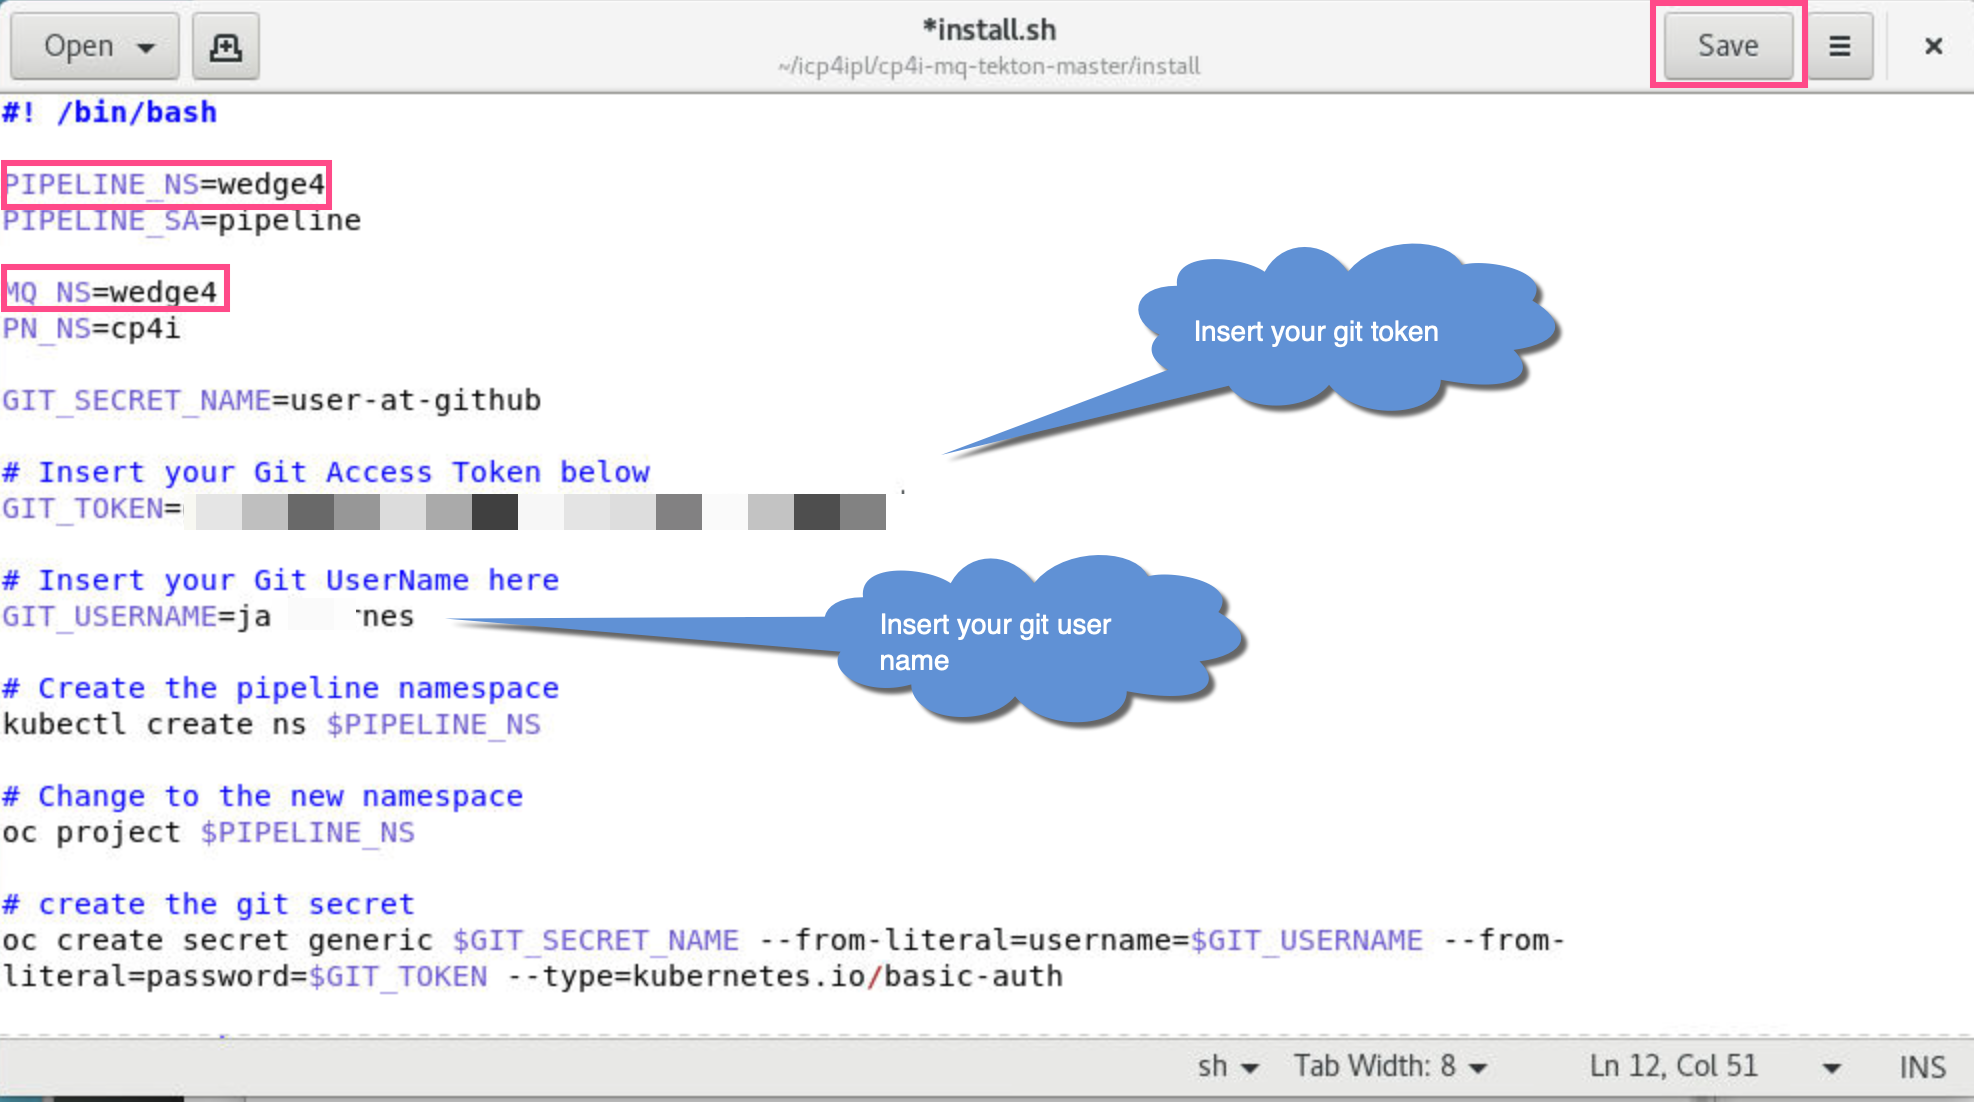 Open
*install.sh
~/icp4ipl/cp4i-mq-tekton-master/install
Save
#! /bin/bash
PIPELINE_NS=wedge4
PIPELINE_SA=pipeline
MQ_NS=wedge4
PN_NS=cp4i
GIT_SECRET_NAME=user-at-github
Insert your git token
# Insert your Git Access Token below
GIT_TOKEN=
# Insert your Git UserName here
GIT_USERNAME=ja rnes
Insert your git user
name
# Create the pipeline namespace
kubectl create ns $PIPELINE_NS
# Change to the new namespace
oc project $PIPELINE_NS
# create the git secret
oc create secret generic $GIT_SECRET_NAME --from-literal=username=$GIT_USERNAME --from-
literal=password=$GIT_TOKEN --type=kubernetes.io/basic-auth
sh Tab Width: 8 Ln 12, Col 51 INS